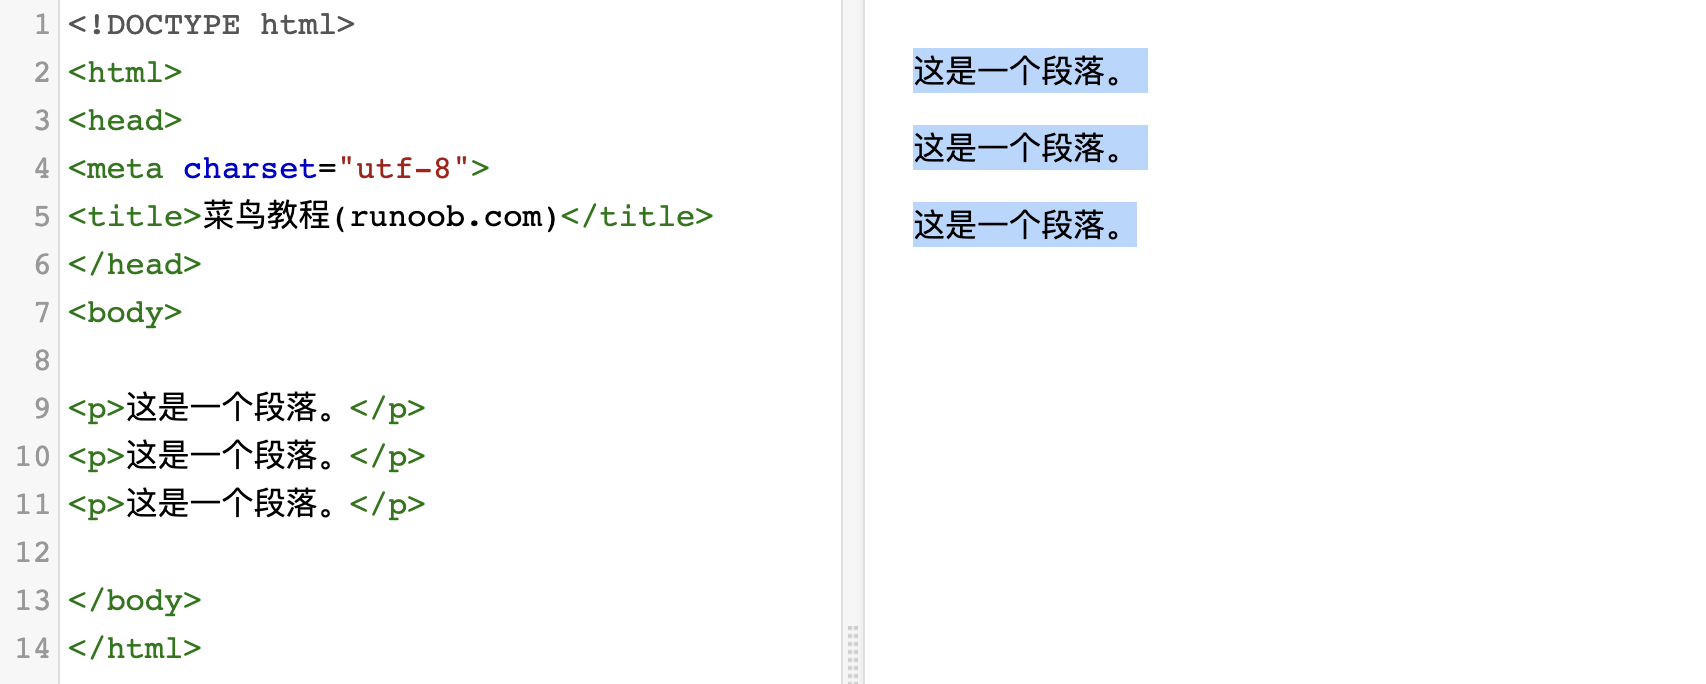 1 <!DOCTYPE html>
2 <html>
3 <head>
4 <meta charset="utf-8">
5 <title>菜鸟教程(runoob.com)</title>
6 </head>
7 <body>
8
9 <p>这是一个段落。</p>
10 <p>这是一个段落。</p>
11 <p>这是一个段落。</p>
12
13 </body>
14 </html>
这是一个段落。
这是一个段落。
这是一个段落。